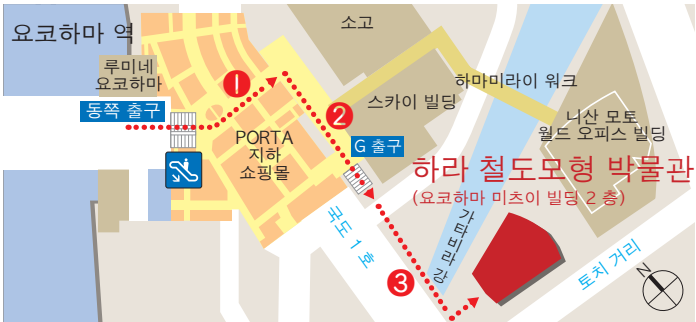 요코하마 역
루미네
요코하마
동쪽 출구
❶
PORTA
지하
쇼핑몰
소고
❷
스카이 빌딩
G 출구
하마미라이 워크
니산 모토
월드 오피스 빌딩
하라 철도모형 박물관
(요코하마 미츠이 빌딩 2 층)
국도 1 호
가타비라 강
❸
토치 거리
N